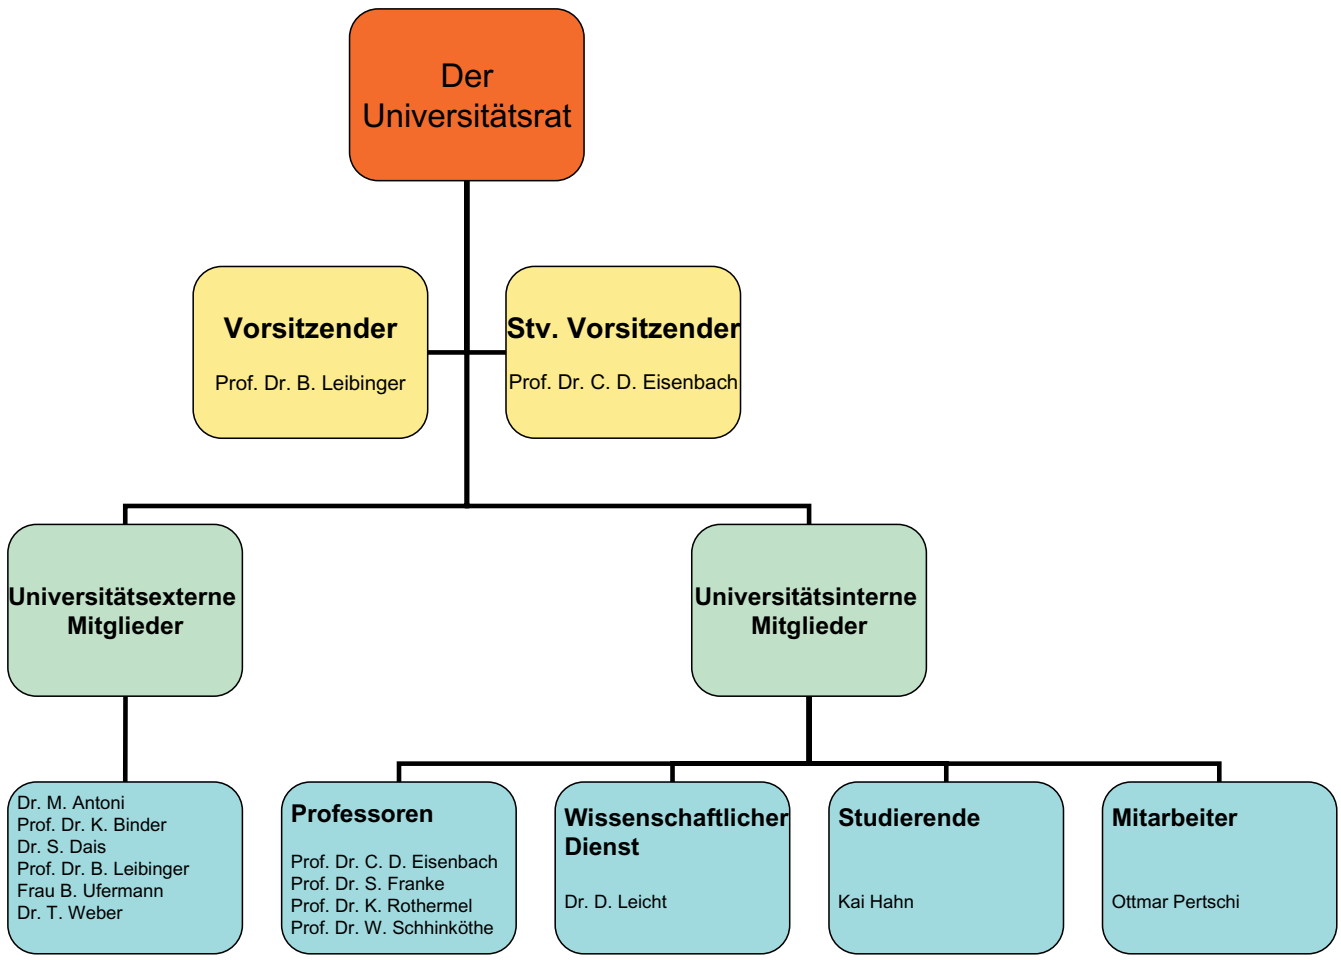 Der
Universitätsrat
Vorsitzender
Prof. Dr. B. Leibinger
Stv. Vorsitzender
Prof. Dr. C. D. Eisenbach
Universitätsexterne
Mitglieder
Universitätsinterne
Mitglieder
Dr. M. Antoni
Prof. Dr. K. Binder
Dr. S. Dais
Prof. Dr. B. Leibinger
Frau B. Ufermann
Dr. T. Weber
Professoren
Prof. Dr. C. D. Eisenbach
Prof. Dr. S. Franke
Prof. Dr. K. Rothermel
Prof. Dr. W. Schhinköthe
Wissenschaftlicher
Dienst
Dr. D. Leicht
Studierende
Kai Hahn
Mitarbeiter
Ottmar Pertschi